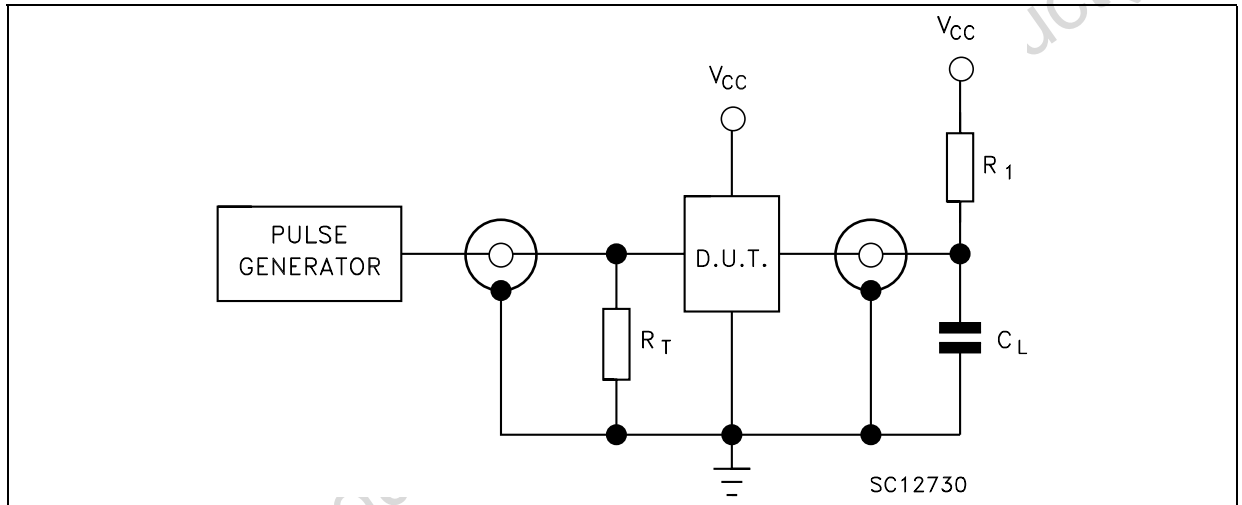 VCC
VCC
R1
PULSE
GENERATOR
D.U.T.
RT
CL
SC12730